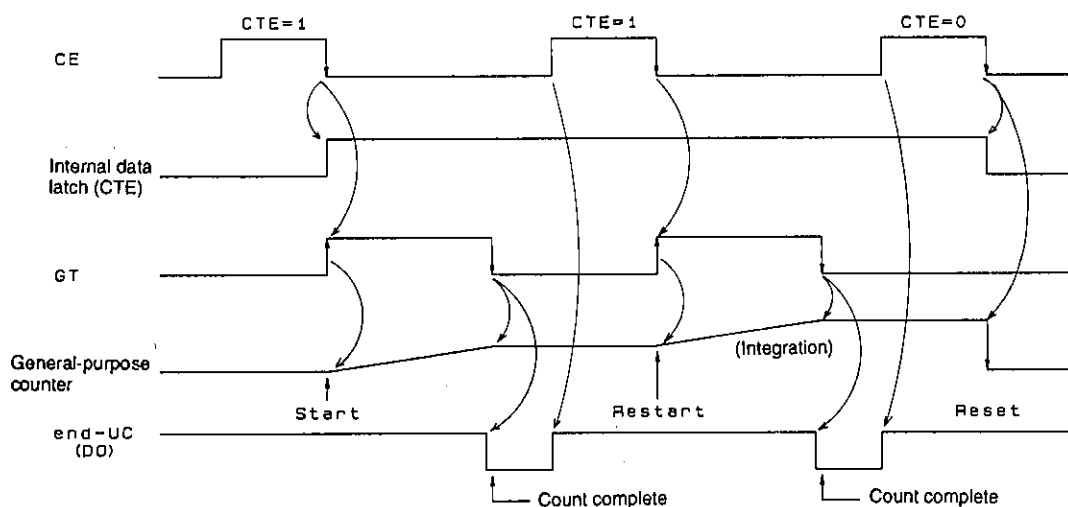 CTE=1 CTE=1 CTE=0
CE
Internal data
latch (CTE)
GT
(Integration)
General-purpose
counter
Start Restart Reset
end-UC
(DO)
Count complete Count complete